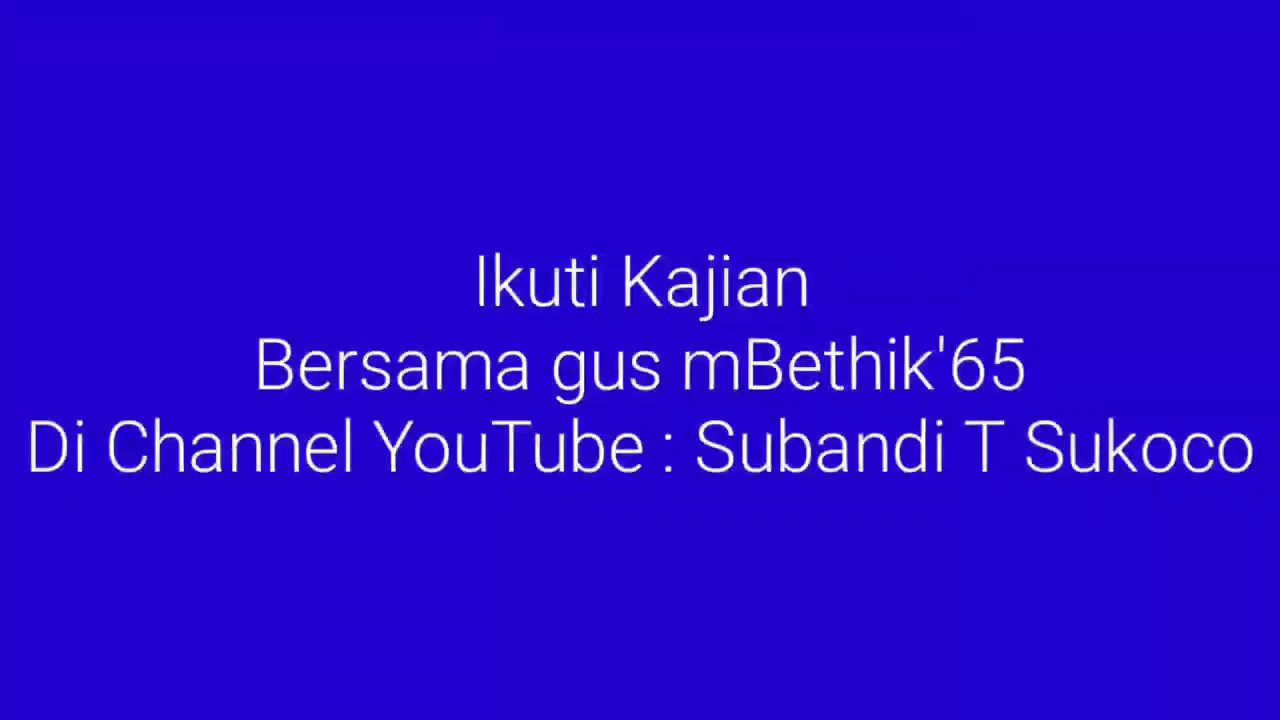 Ikuti Kajian
Bersama gus mBethik'65
Di Channel YouTube : Subandi T Sukoco